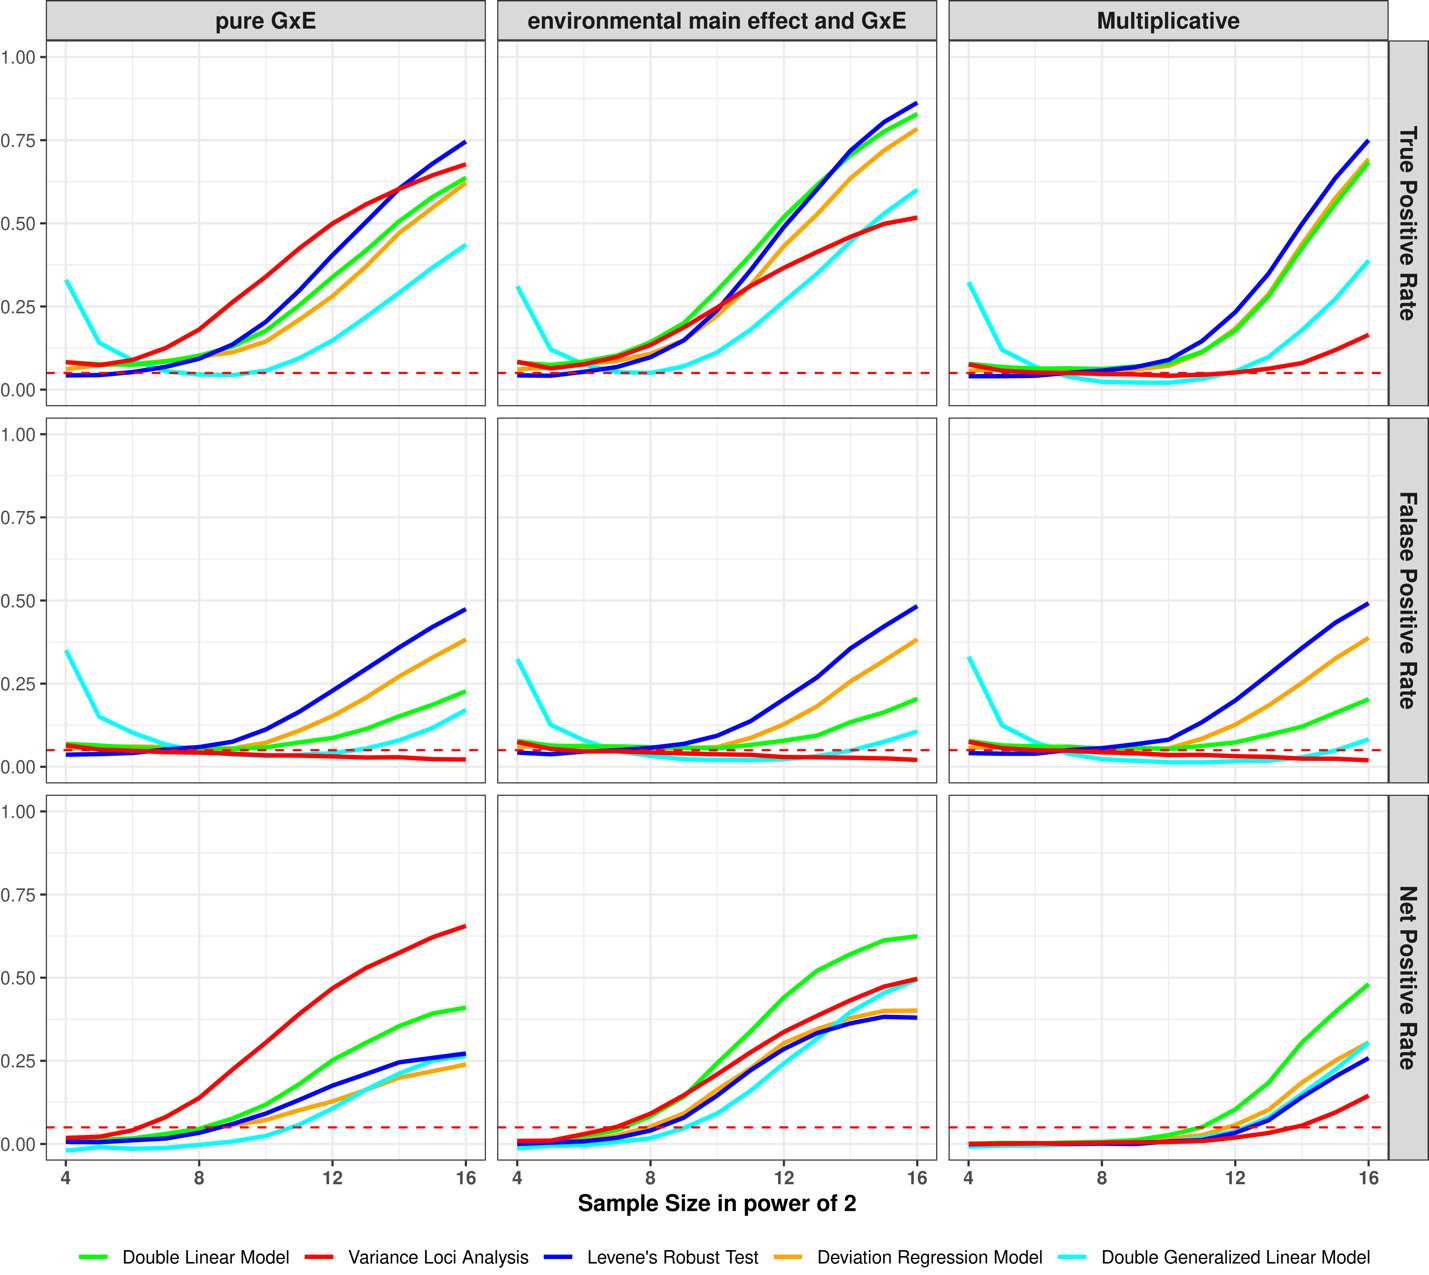 pure GxE
environmental main effect and GxE
Multiplicative
1.00
0.75
0.50
0.25
0.00
True Positive Rate
1.00
0.75
0.50
0.25
0.00
Falase Positive Rate
1.00
0.75
0.50
0.25
0.00
Net Positive Rate
4 8 12 16 4 8 12 16 4 8 12 16
Sample Size in power of 2
Double Linear Model Variance Loci Analysis Levene's Robust Test Deviation Regression Model Double Generalized Linear Model